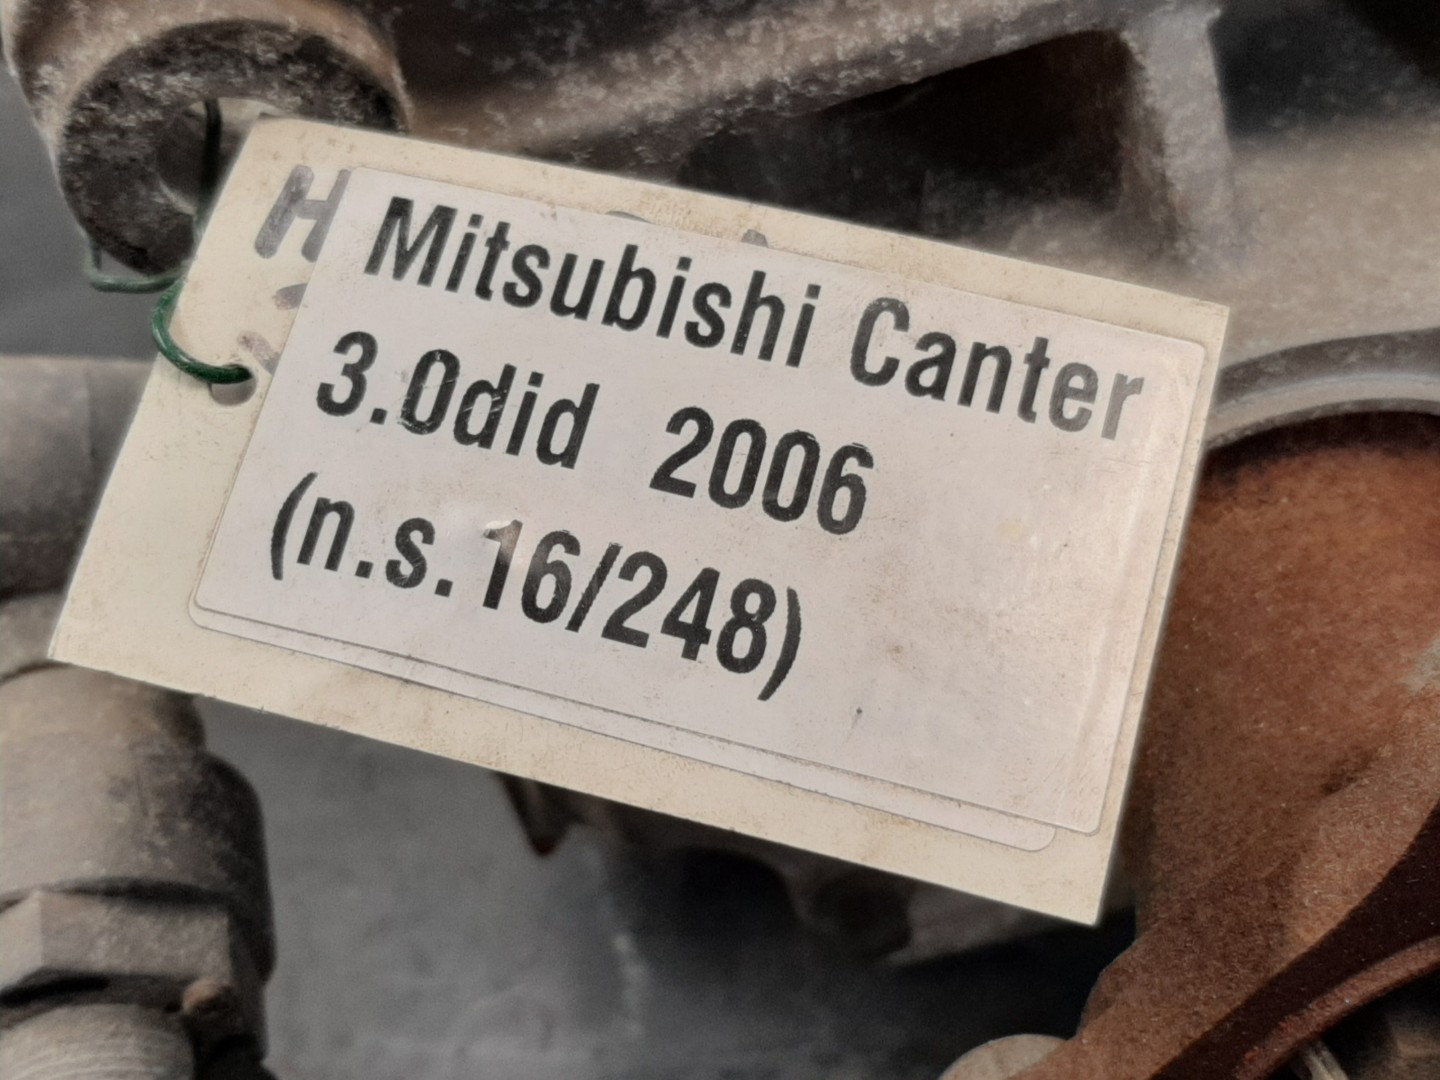 Mitsubishi Canter
3.0did 2006
(n.s.16/248)